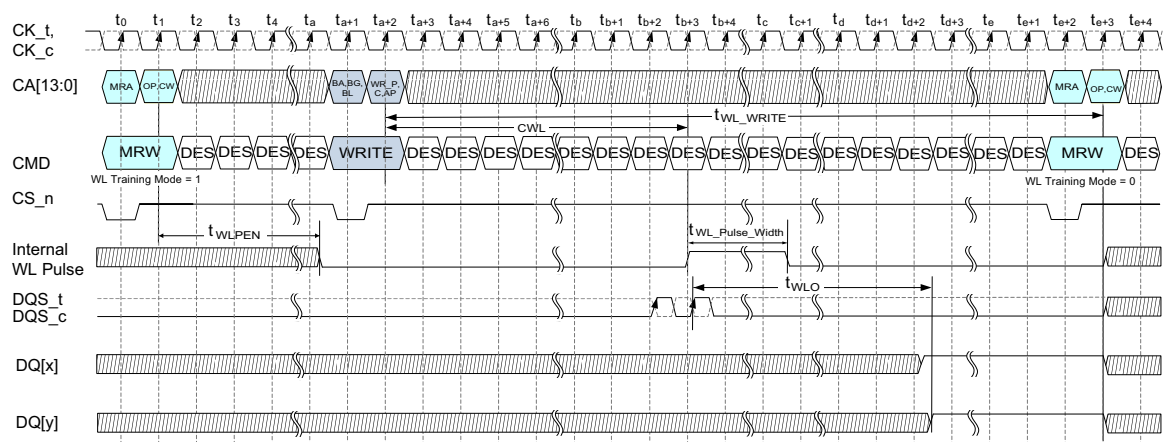 t0 t1 t2 t3 t4 ta ta+1 ta+2 ta+3 ta+4 ta+5 ta+6 tb tb+1 tb+2 tb+3 tb+4 tc tc+1 td td+1 td+2 td+3 te te+1 te+2 te+3 te+4
CK_t,
CK_c
CA[13:0] MRA OP,CW BA,BG, BL WR_P, C,AP MRA OP,CW
tWL_WRITE
CWL
CMD MRW DES DES DES DES WRITE DES DES DES DES DES DES DES DES DES DES DES DES DES DES DES DES DES MRW DES
WL Training Mode = 1 WL Training Mode = 0
CS_n
tWLPEN tWL_Pulse_Width
Internal
WL Pulse
tWLO
DQS_t
DQS_c
DQ[x]
DQ[y]